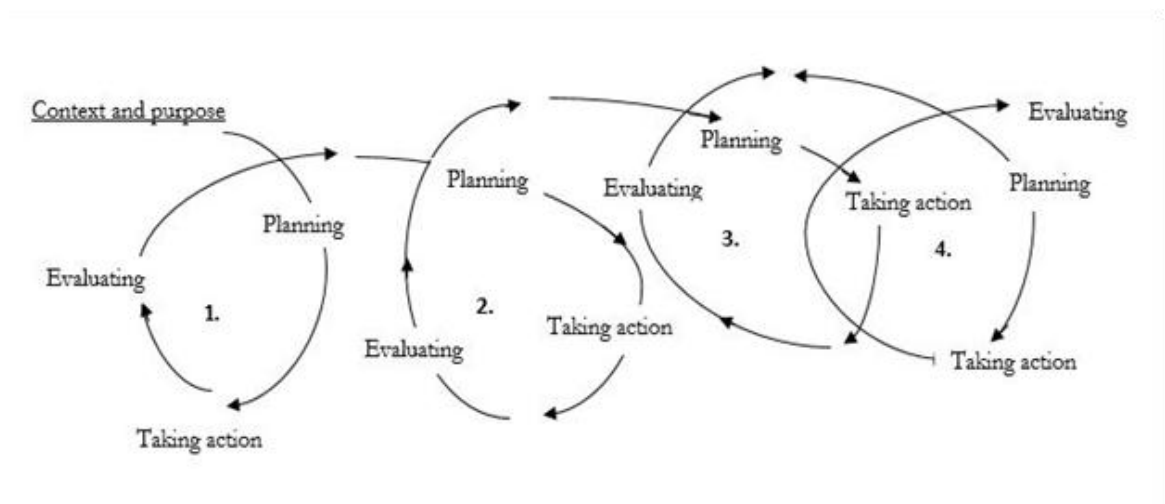 Context and purpose
Planning
Evaluating
1.
Taking action
Planning
2.
Taking action
Evaluating
Planning
Evaluating
Taking action
3.
Evaluating
Planning
4.
Taking action